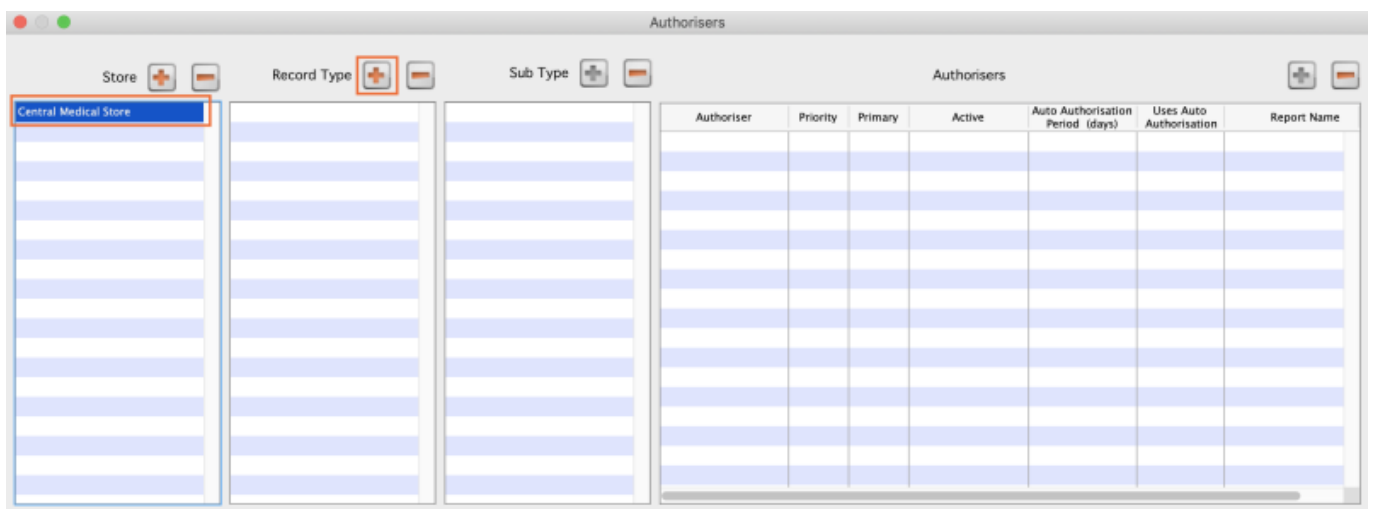 Authorisers
Store
Record Type
Sub Type
Authorisers
Central Medical Store
Authoriser
Priority
Primary
Active
Auto Authorisation
Period (days)
Uses Auto
Authorisation
Report Name